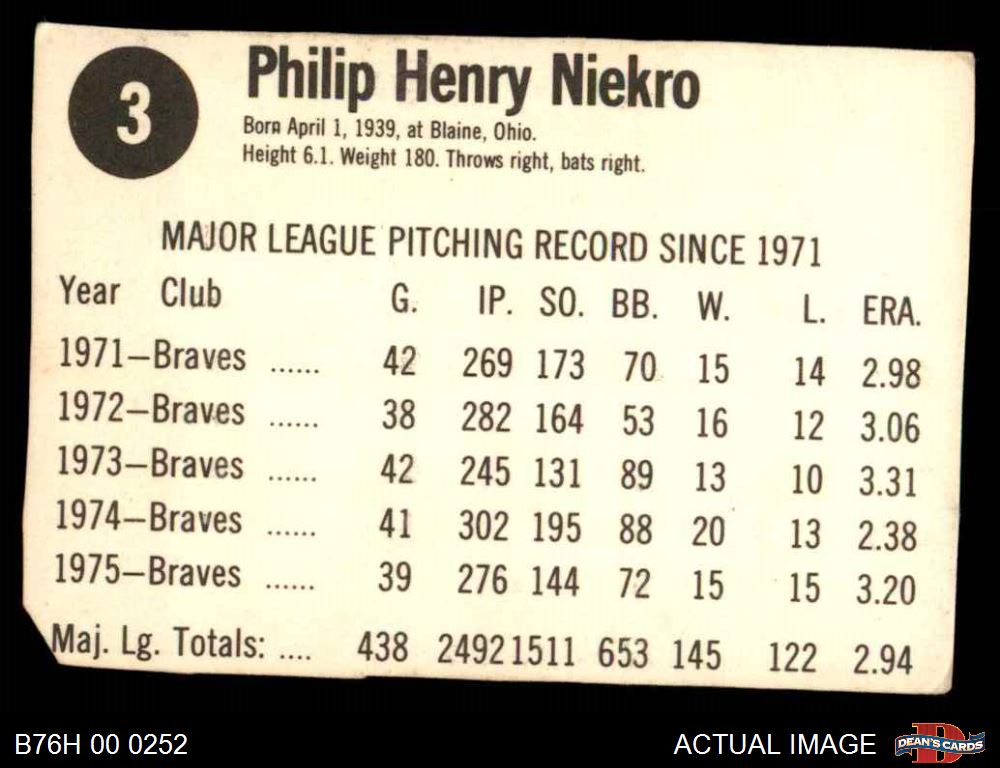 3
Philip Henry Niekro
Born April 1, 1939, at Blaine, Ohio.
Height 6.1. Weight 180. Throws right, bats right.
MAJOR LEAGUE PITCHING RECORD SINCE 1971
Year Club G. IP. SO. BB. W. L. ERA.
1971—Braves ...... 42 269 173 70 15 14 2.98
1972—Braves ...... 38 282 164 53 16 12 3.06
1973—Braves ...... 42 245 131 89 13 10 3.31
1974—Braves ...... 41 302 195 88 20 13 2.38
1975—Braves ...... 39 276 144 72 15 15 3.20
Maj. Lg. Totals: .... 438 2492 1511 653 145 122 2.94
B76H 00 0252
ACTUAL IMAGE
D
DEAN'S CARDS